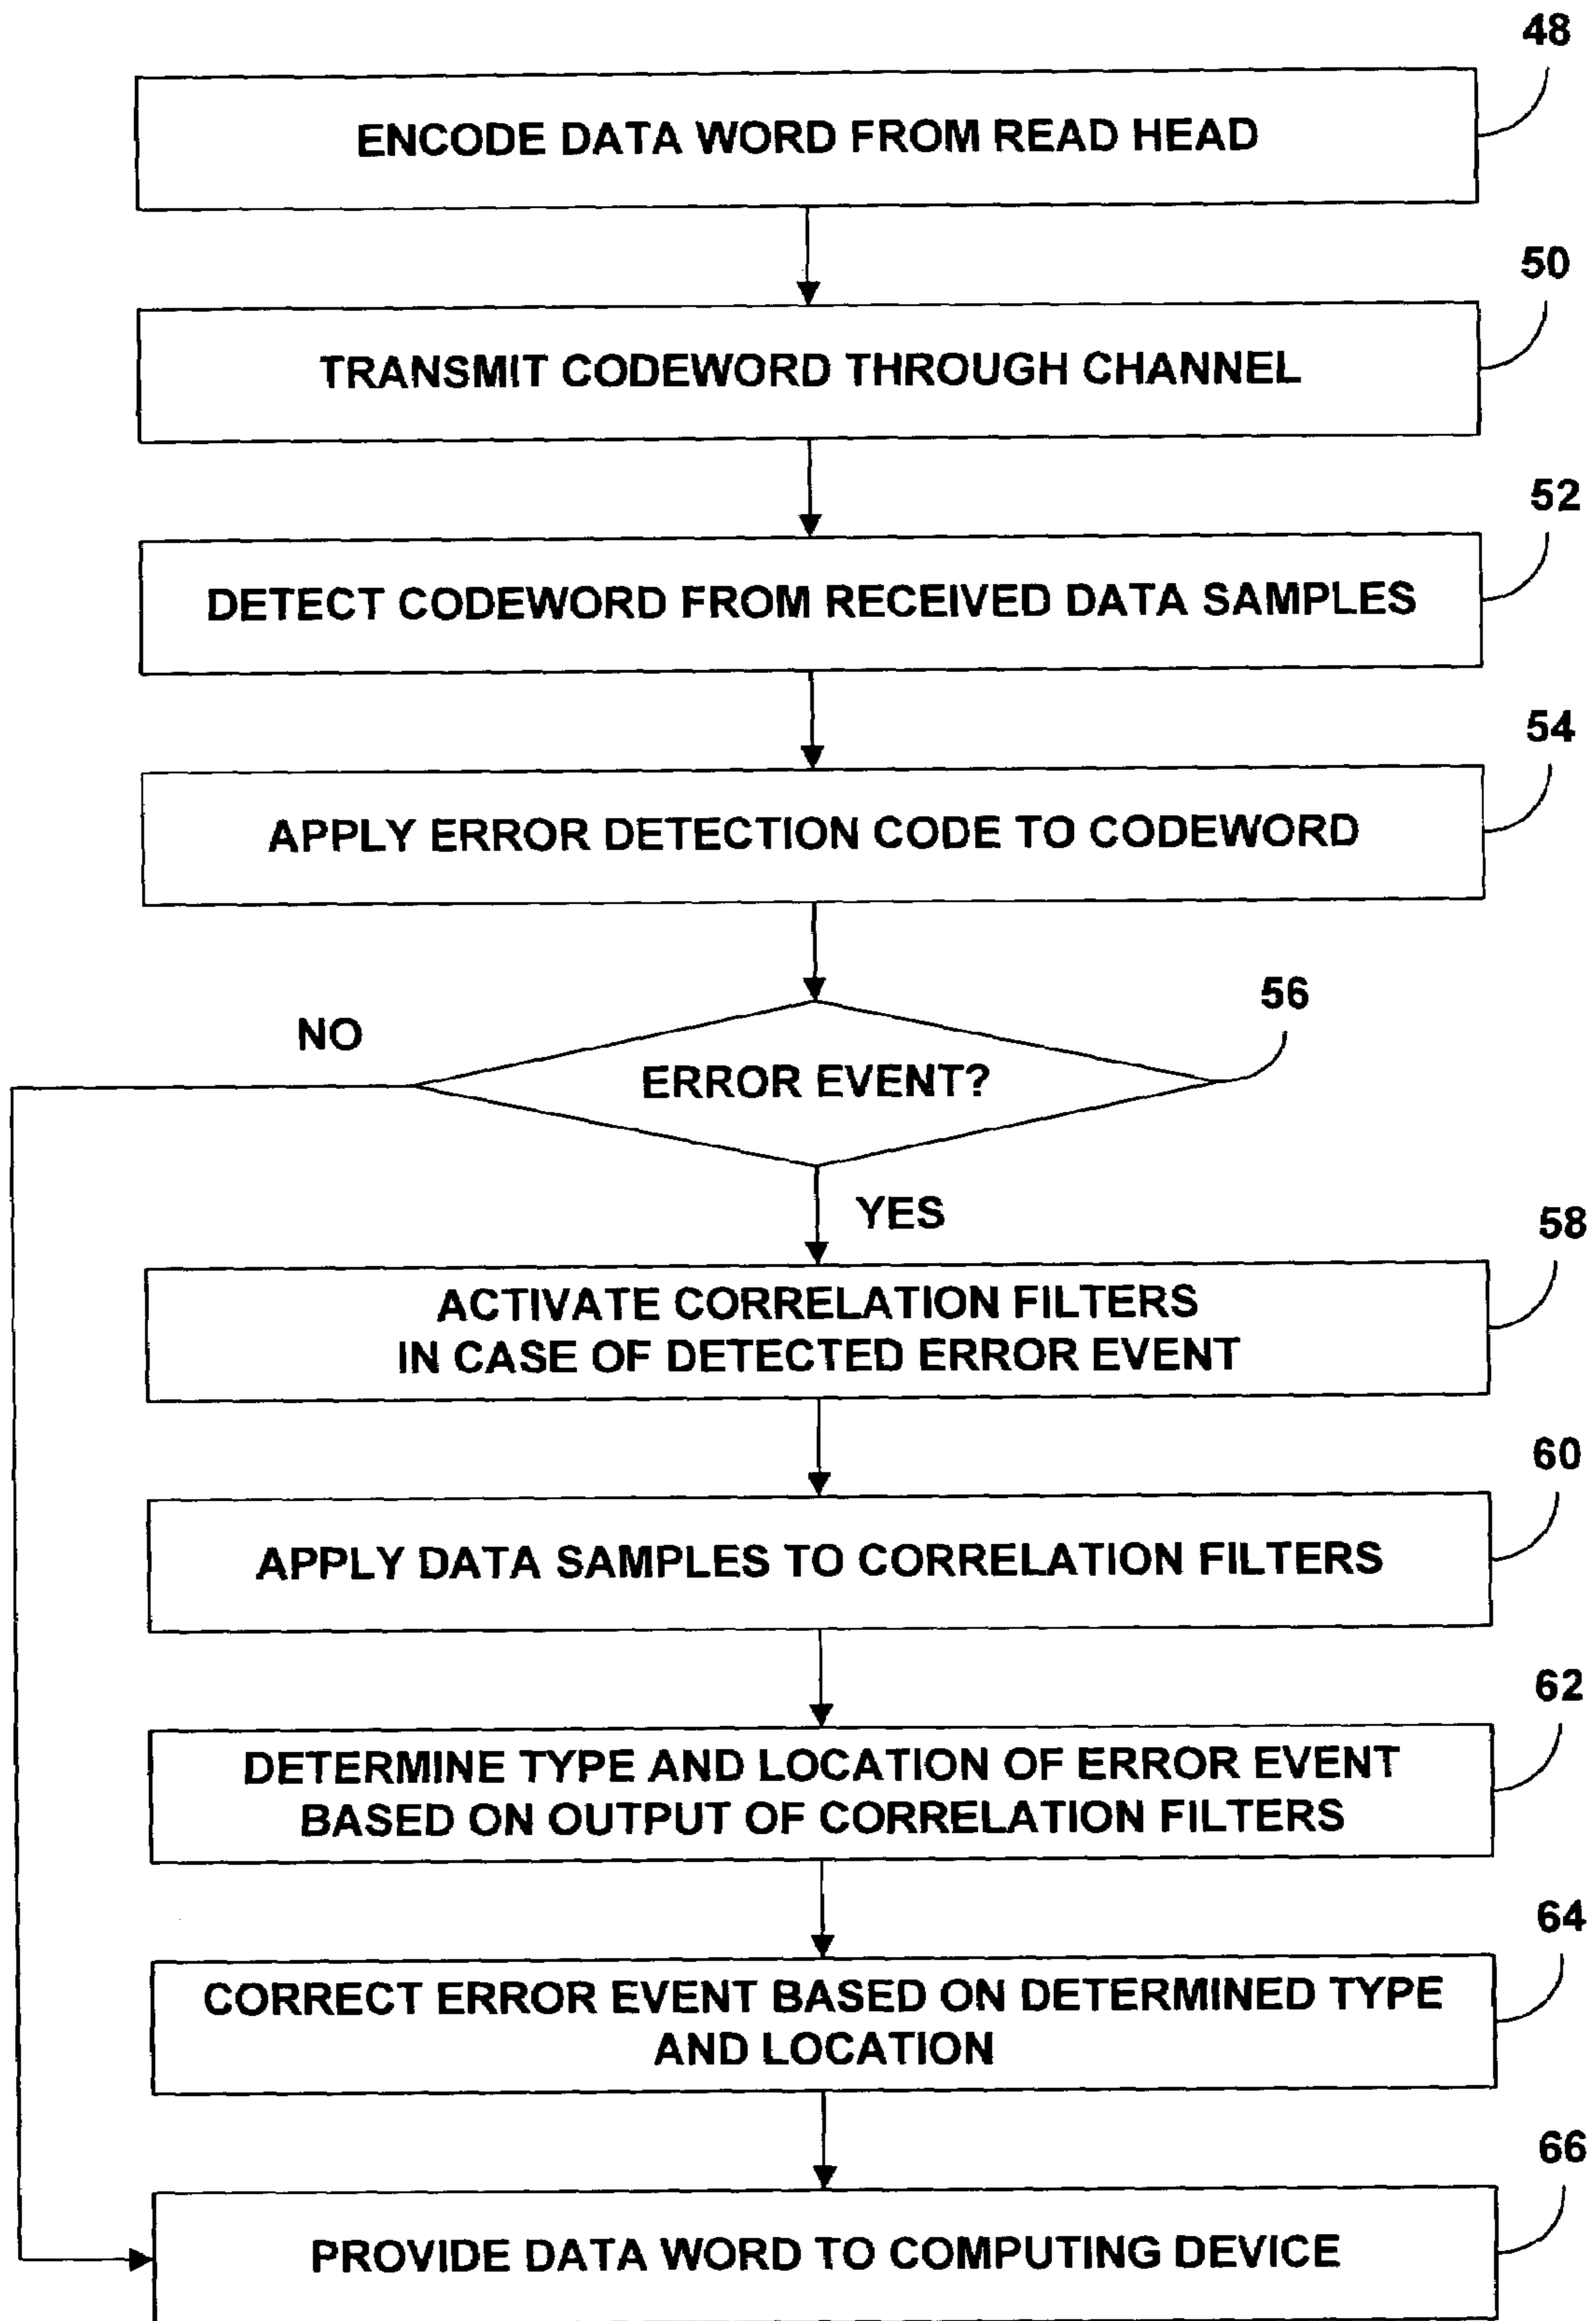 48
ENCODE DATA WORD FROM READ HEAD
50
TRANSMIT CODEWORD THROUGH CHANNEL
52
DETECT CODEWORD FROM RECEIVED DATA SAMPLES
54
APPLY ERROR DETECTION CODE TO CODEWORD
56
NO
ERROR EVENT?
YES
58
ACTIVATE CORRELATION FILTERS
IN CASE OF DETECTED ERROR EVENT
60
APPLY DATA SAMPLES TO CORRELATION FILTERS
62
DETERMINE TYPE AND LOCATION OF ERROR EVENT
BASED ON OUTPUT OF CORRELATION FILTERS
64
CORRECT ERROR EVENT BASED ON DETERMINED TYPE
AND LOCATION
66
PROVIDE DATA WORD TO COMPUTING DEVICE